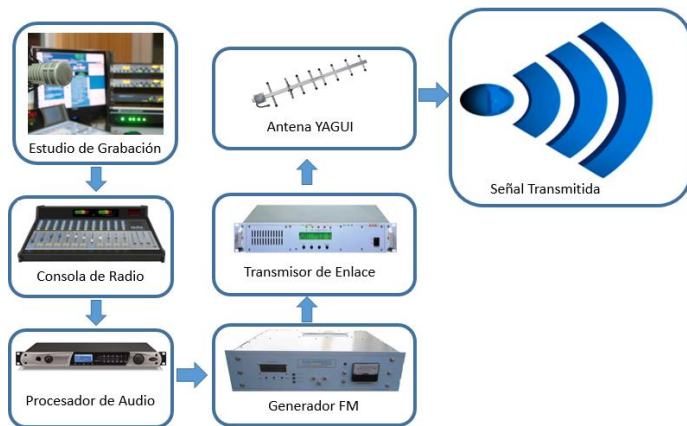 Estudio de Grabación
Consola de Radio
Procesador de Audio
Generador FM
Transmisor de Enlace
Antena YAGUI
Señal Transmitida